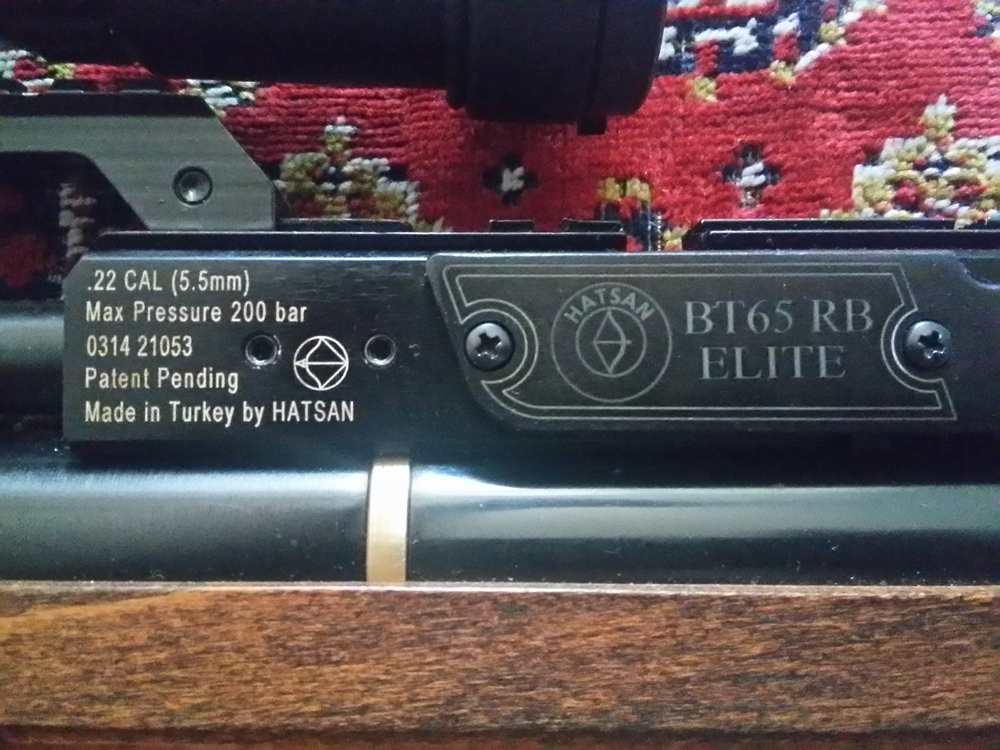 .22 CAL (5.5mm)
Max Pressure 200 bar
0314 21053
Patent Pending
Made in Turkey by HATSAN
HATSAN
BT65 RB
ELITE